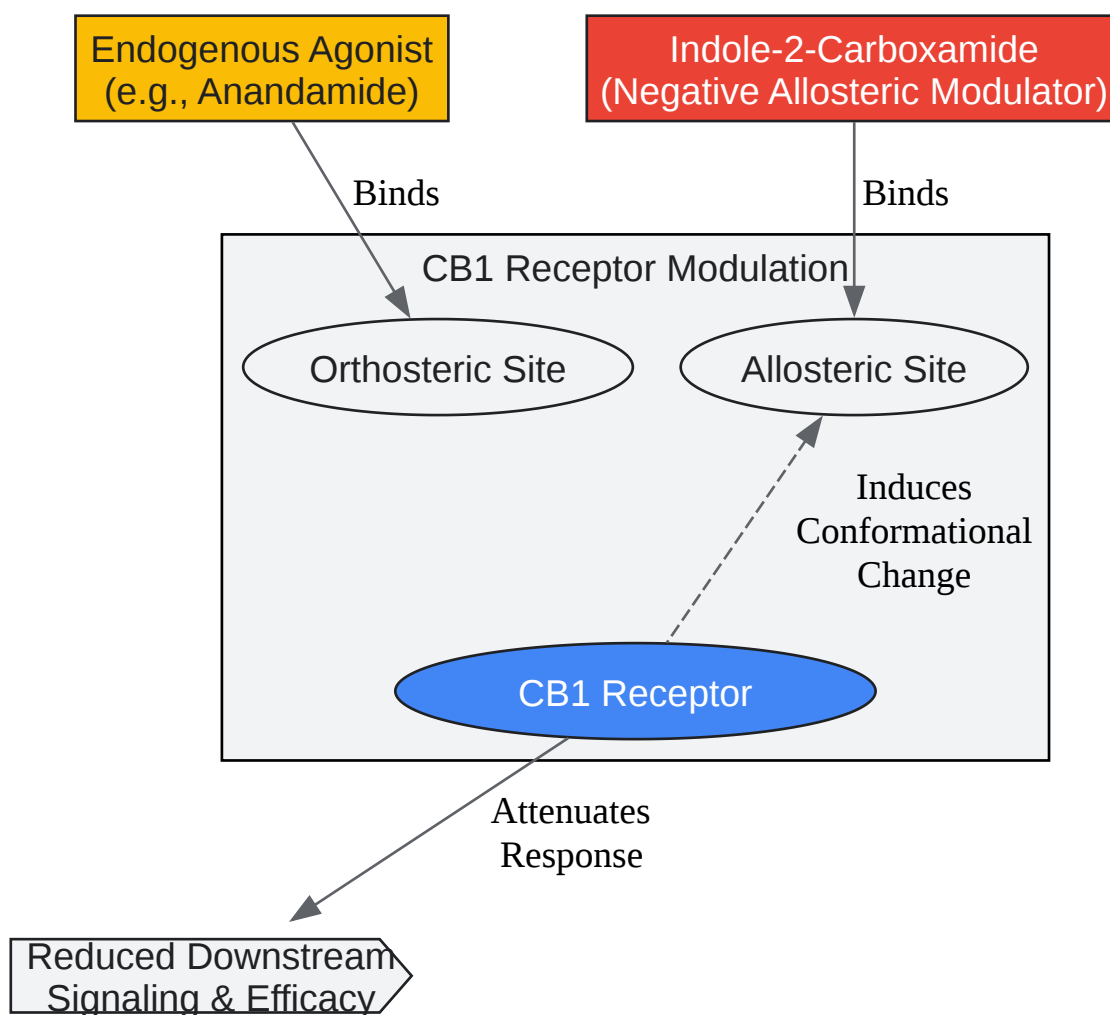 Endogenous Agonist
(e.g., Anandamide)
Indole-2-Carboxamide
(Negative Allosteric Modulator)
Binds
Binds
CB1 Receptor Modulation
Orthosteric Site
Allosteric Site
Induces
Conformational
Change
CB1 Receptor
Attenuates
Response
Reduced Downstream
Signaling & Efficacy